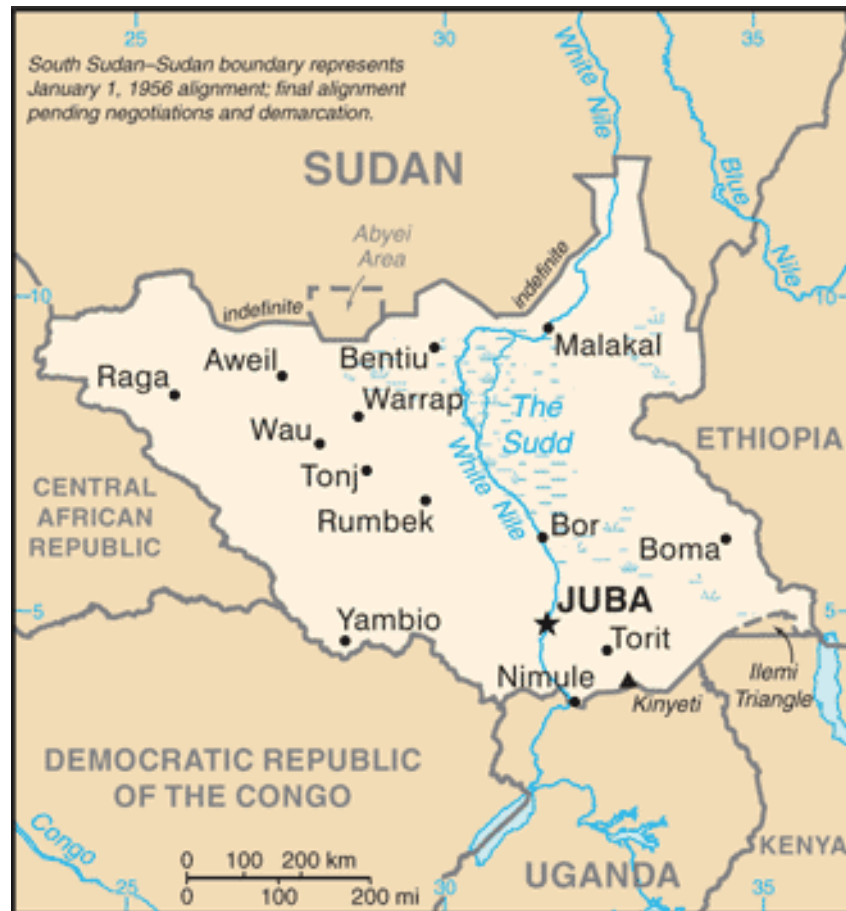 25
30
35
South Sudan–Sudan boundary represents
January 1, 1956 alignment; final alignment
pending negotiations and demarcation.
White Nile
SUDAN
Blue
Nile
Abyei
Area
10
indefinite
indefinite
10
Malakal
Bentiu
Aweil
Raga
Warrap
The
Sudd
Wau
ETHIOPIA
Tonj
White Nile
CENTRAL
AFRICAN
REPUBLIC
Rumbek
Bor
Boma
5
JUBA
5
Yambio
Torit
Nimule
Ilemi
Triangle
Kinyeti
DEMOCRATIC REPUBLIC
OF THE CONGO
Congo
KENYA
0 100 200 km
UGANDA
0 100 200 mi
25
30
35